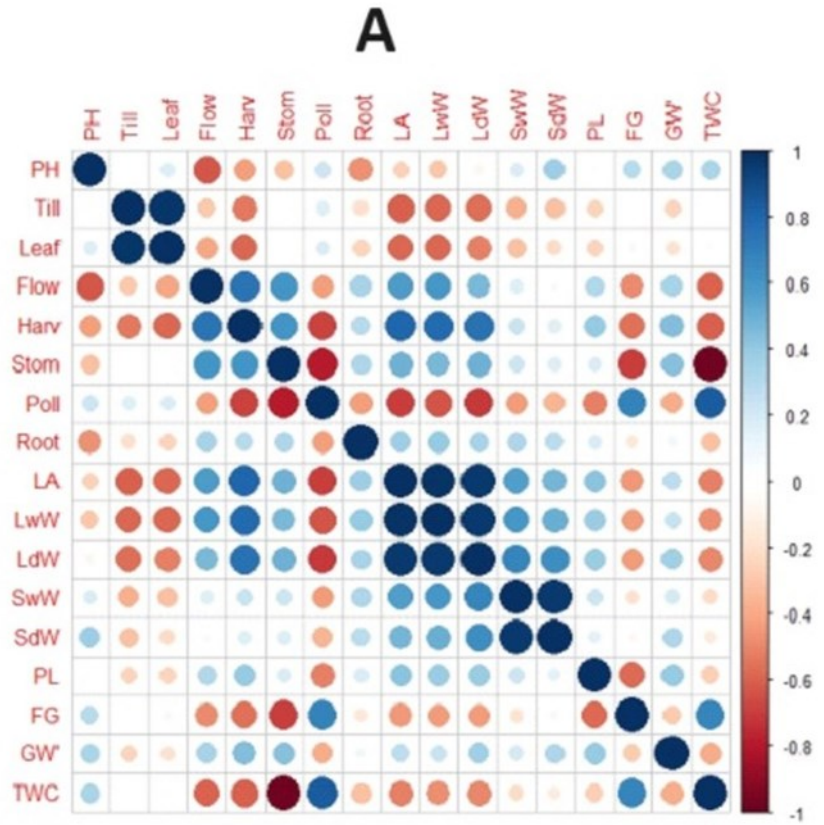 A
PH Till Leaf Flow Harv Stom Poll Root LA LwW LdW SwW SdW PL FG GW' TWC
PH
Till
Leaf
Flow
Harv
Stom
Poll
Root
LA
LwW
LdW
SwW
SdW
PL
FG
GW'
TWC
1
0.8
0.6
0.4
0.2
0
-0.2
-0.4
-0.6
-0.8
-1